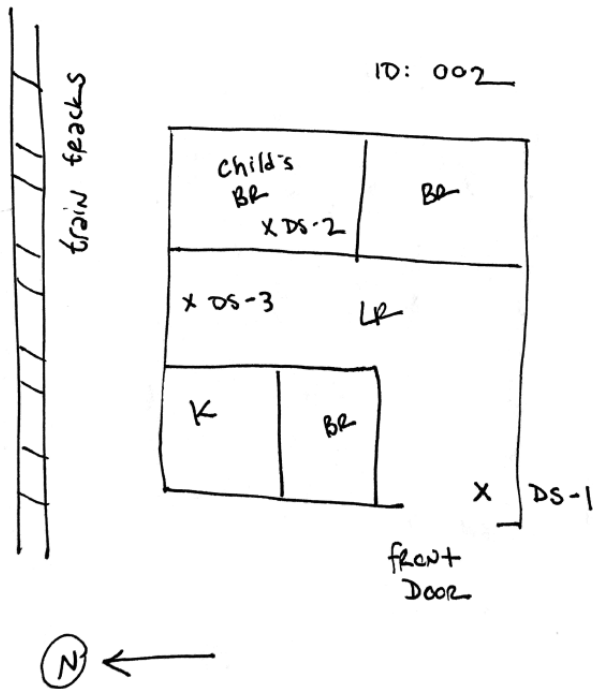 ID: 002
train tracks
Child's
BR
X DS-2
BR
X DS-3
LR
K
BR
X DS-1
FRONT
DOOR
N